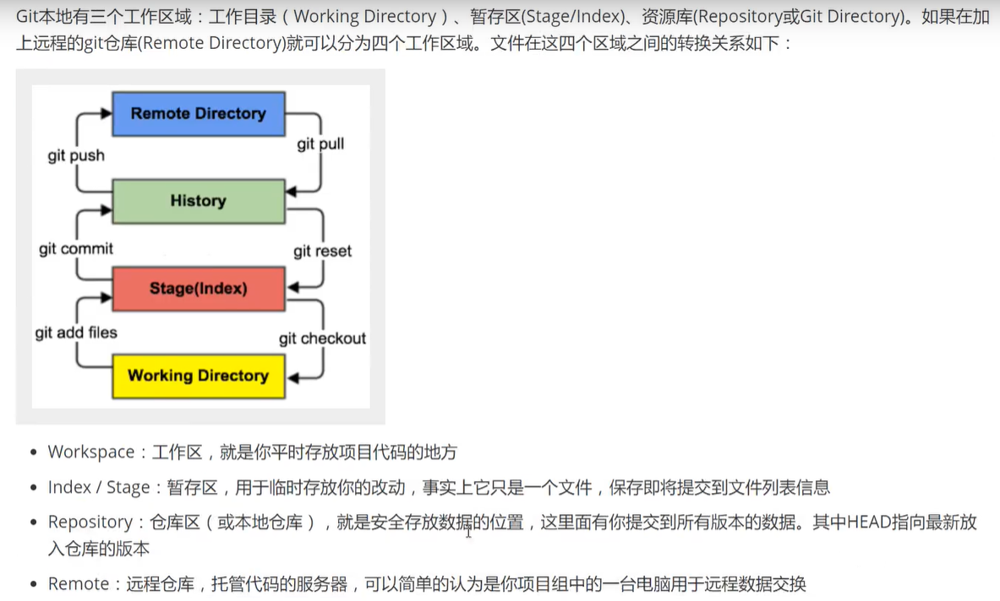 Git本地有三个工作区域：工作目录（Working Directory）、暂存区(Stage/Index)、资源库(Repository或Git Directory)。如果在加
上远程的git仓库(Remote Directory)就可以分为四个工作区域。文件在这四个区域之间的转换关系如下：
Remote Directory
git pull
git push
History
git commit
git reset
Stage(Index)
git add files
git checkout
Working Directory
Workspace：工作区，就是你平时存放项目代码的地方
Index / Stage：暂存区，用于临时存放你的改动，事实上它只是一个文件，保存即将提交到文件列表信息
Repository：仓库区（或本地仓库），就是安全存放数据的位置，这里面有你提交到所有版本的数据。其中HEAD指向最新放
入仓库的版本
Remote：远程仓库，托管代码的服务器，可以简单的认为是你项目组中的一台电脑用于远程数据交换